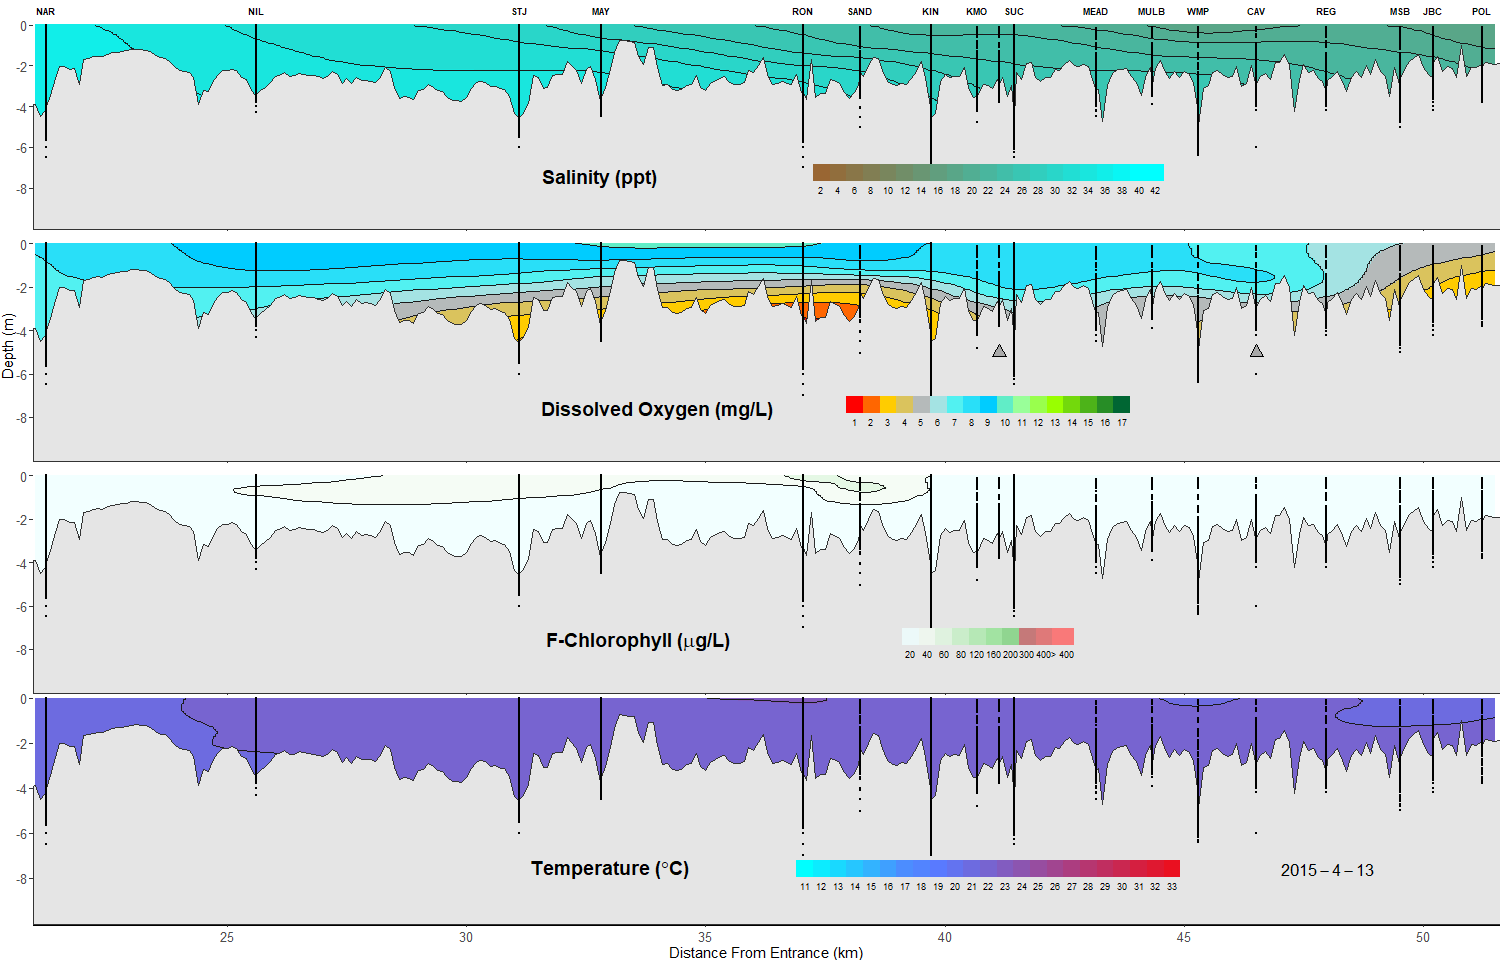 NAR NIL STJ MAY RON SAND KIN KMO SUC MEAD MULB WMP CAV REG MSB JBC POL
0
-2
-4
-6
-8
Salinity (ppt)
2 4 6 8 10 12 14 16 18 20 22 24 26 28 30 32 34 36 38 40 42
0
-2
-4
-6
-8
Depth (m)
Dissolved Oxygen (mg/L)
1 2 3 4 5 6 7 8 9 10 11 12 13 14 15 16 17
0
-2
-4
-6
-8
F-Chlorophyll (μg/L)
20 40 60 80 120 160 200 300 400> 400
0
-2
-4
-6
-8
Temperature (°C)
11 12 13 14 15 16 17 18 19 20 21 22 23 24 25 26 27 28 29 30 31 32 33
2015 – 4 – 13
25 30 35 40 45 50
Distance From Entrance (km)